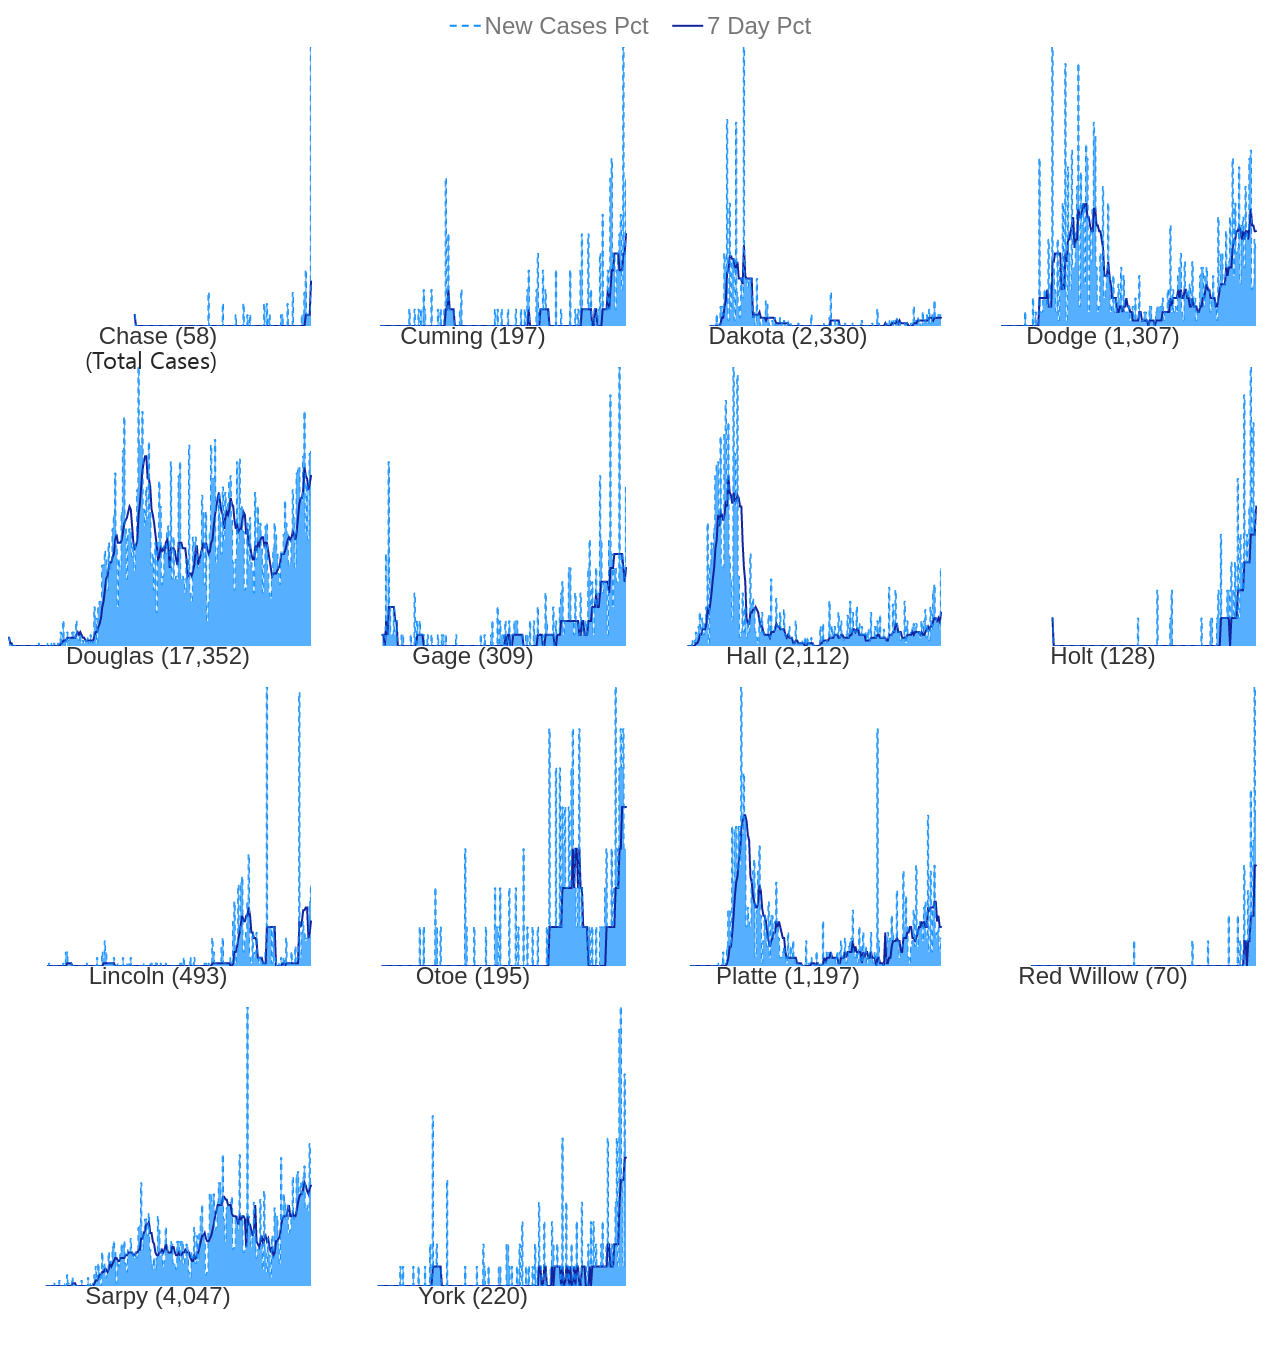 New Cases Pct 7 Day Pct
Chase (58) Cuming (197) Dakota (2,330) Dodge (1,307)
(Total Cases)
Douglas (17,352) Gage (309) Hall (2,112) Holt (128)
Lincoln (493) Otoe (195) Platte (1,197) Red Willow (70)
Sarpy (4,047) York (220)